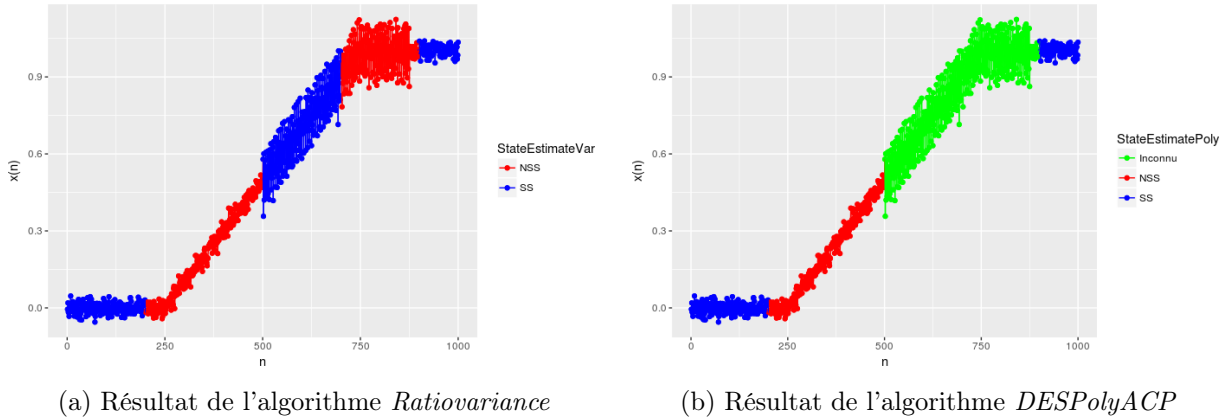 x(n)
0.9
0.6
0.3
0.0
0
250
500
750
1000
n
StateEstimateVar
NSS
SS
(a) Résultat de l'algorithme Ratiovariance
x(n)
0.9
0.6
0.3
0.0
0
250
500
750
1000
n
StateEstimatePoly
Inconnu
NSS
SS
(b) Résultat de l'algorithme DESPolyACP